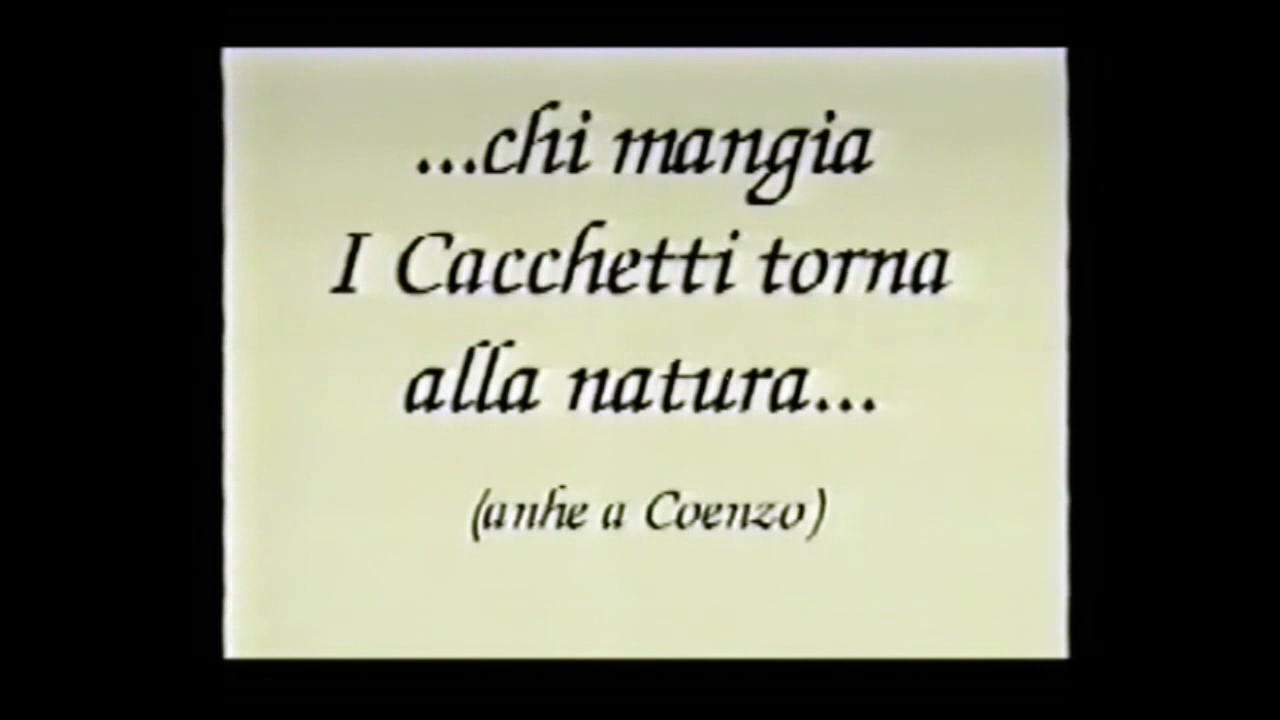 ...chi mangia
I Cacchetti torna
alla natura...
(anhe a Coenzo)